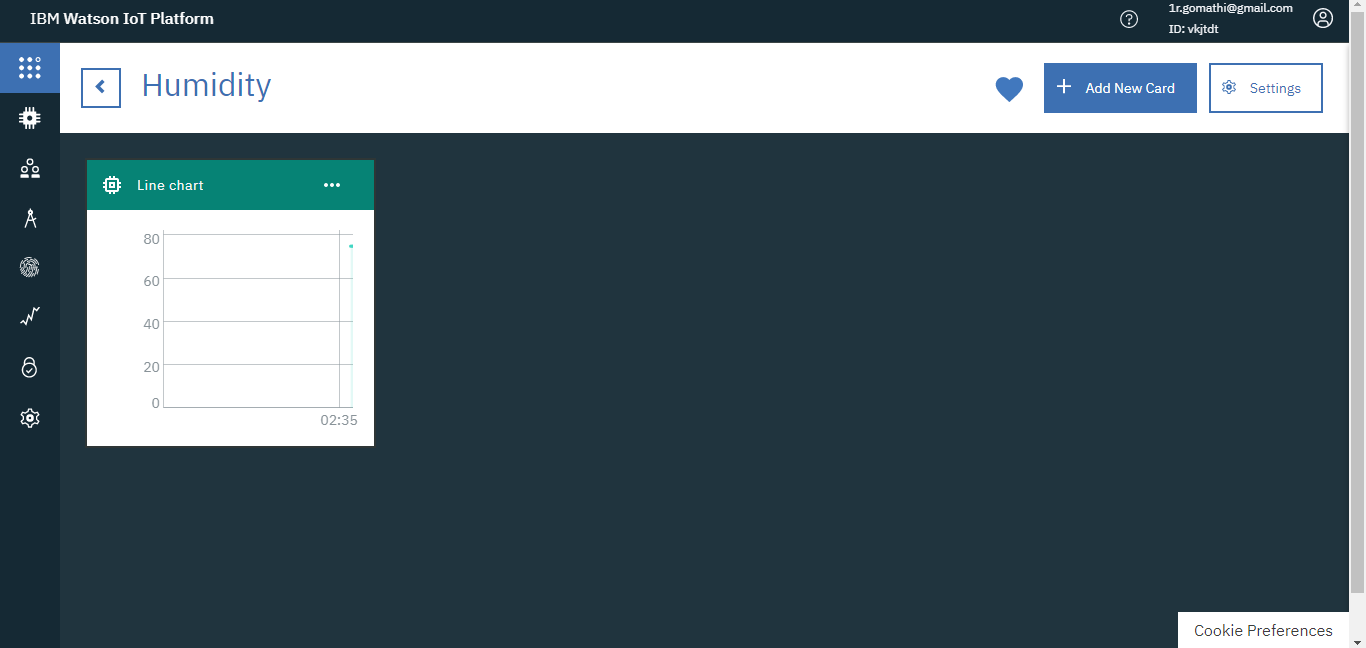 IBM Watson IoT Platform
1r.gomathi@gmail.com
ID: vkjtdt
Humidity
Add New Card
Settings
Line chart
80
60
40
20
0
02:35
Cookie Preferences